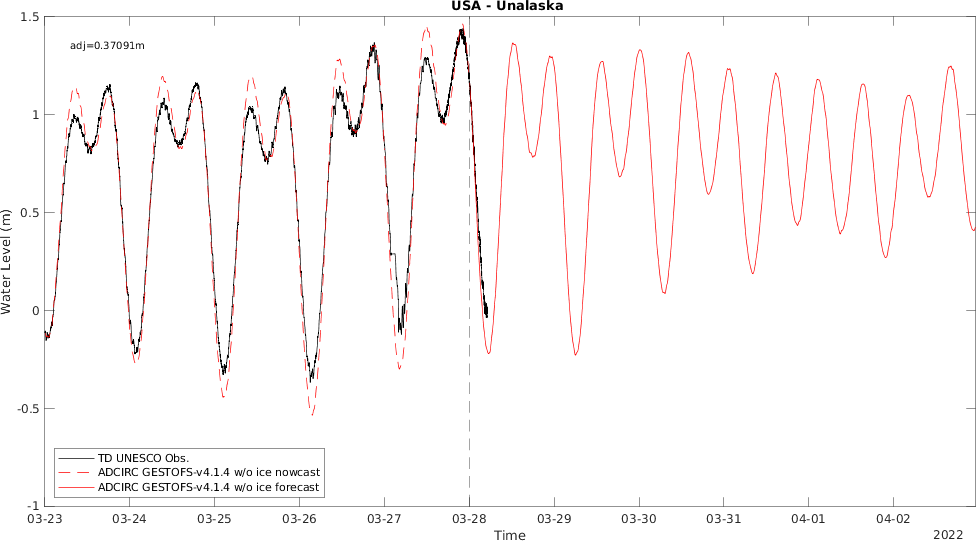 USA - Unalaska
adj=0.37091m
1.5
1
0.5
0
-0.5
-1
Water Level (m)
TD UNESCO Obs.
ADCIRC GESTOFS-v4.1.4 w/o ice nowcast
ADCIRC GESTOFS-v4.1.4 w/o ice forecast
03-23 03-24 03-25 03-26 03-27 03-28 03-29 03-30 03-31 04-01 04-02
Time
2022